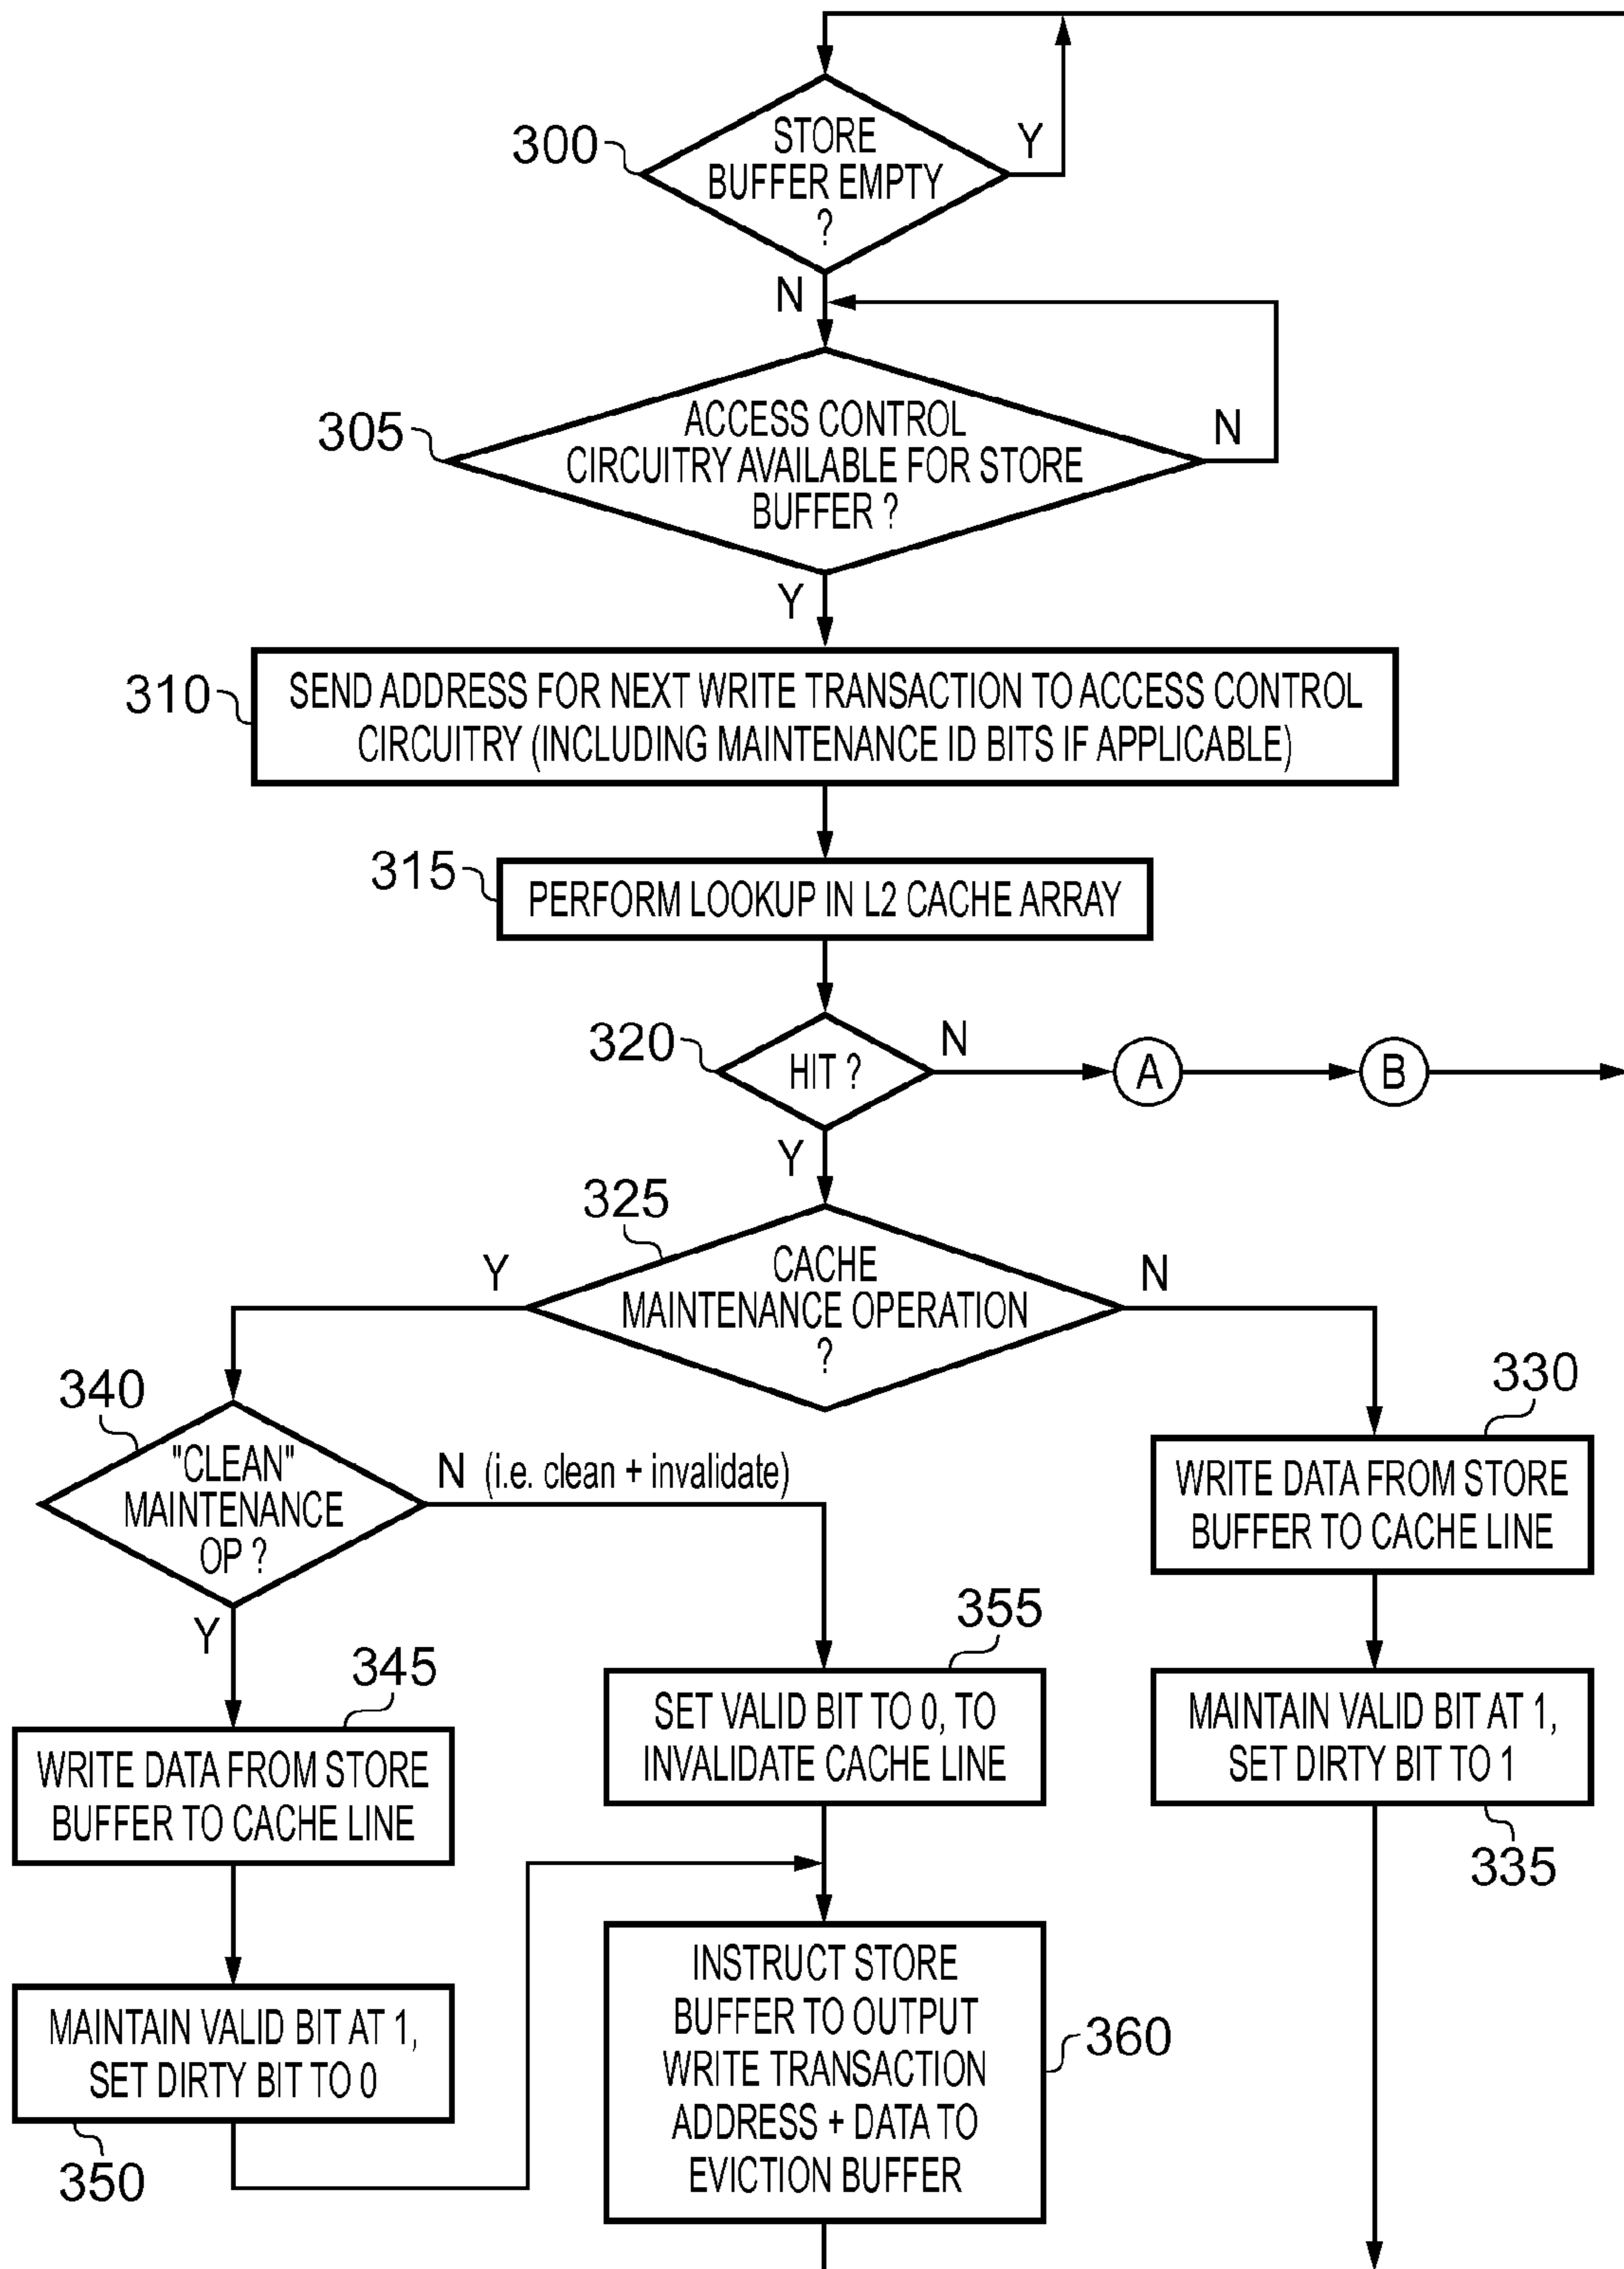 300
STORE
BUFFER EMPTY
?
Y
N
305
ACCESS CONTROL
CIRCUITRY AVAILABLE FOR STORE
BUFFER ?
N
Y
310
SEND ADDRESS FOR NEXT WRITE TRANSACTION TO ACCESS CONTROL
CIRCUITRY (INCLUDING MAINTENANCE ID BITS IF APPLICABLE)
315
PERFORM LOOKUP IN L2 CACHE ARRAY
320
HIT ?
N
A
B
Y
325
CACHE
MAINTENANCE OPERATION
?
Y
N
340
"CLEAN"
MAINTENANCE
OP ?
N (i.e. clean + invalidate)
Y
330
WRITE DATA FROM STORE
BUFFER TO CACHE LINE
345
WRITE DATA FROM STORE
BUFFER TO CACHE LINE
355
SET VALID BIT TO 0, TO
INVALIDATE CACHE LINE
MAINTAIN VALID BIT AT 1,
SET DIRTY BIT TO 1
335
MAINTAIN VALID BIT AT 1,
SET DIRTY BIT TO 0
350
INSTRUCT STORE
BUFFER TO OUTPUT
WRITE TRANSACTION
ADDRESS + DATA TO
EVICTION BUFFER
360